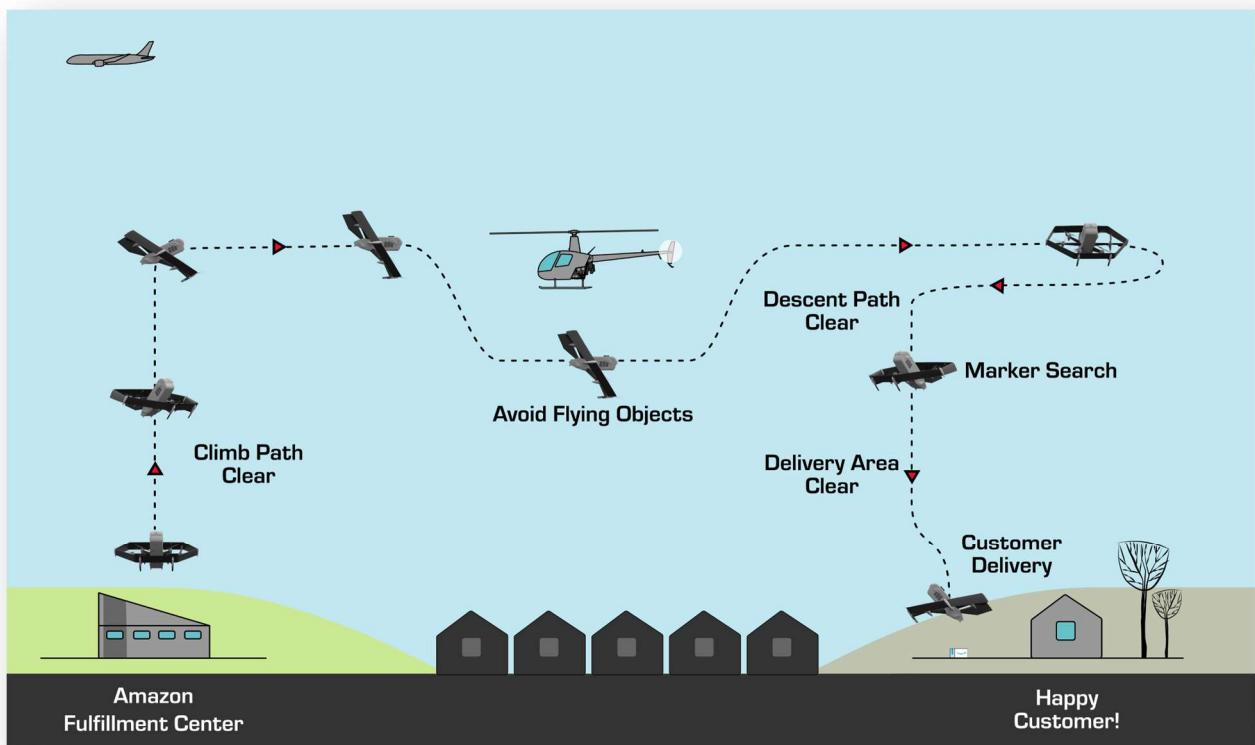 Descent Path
Clear
Marker Search
Avoid Flying Objects
Climb Path
Clear
Delivery Area
Clear
Customer
Delivery
Amazon
Fulfillment Center
Happy
Customer!